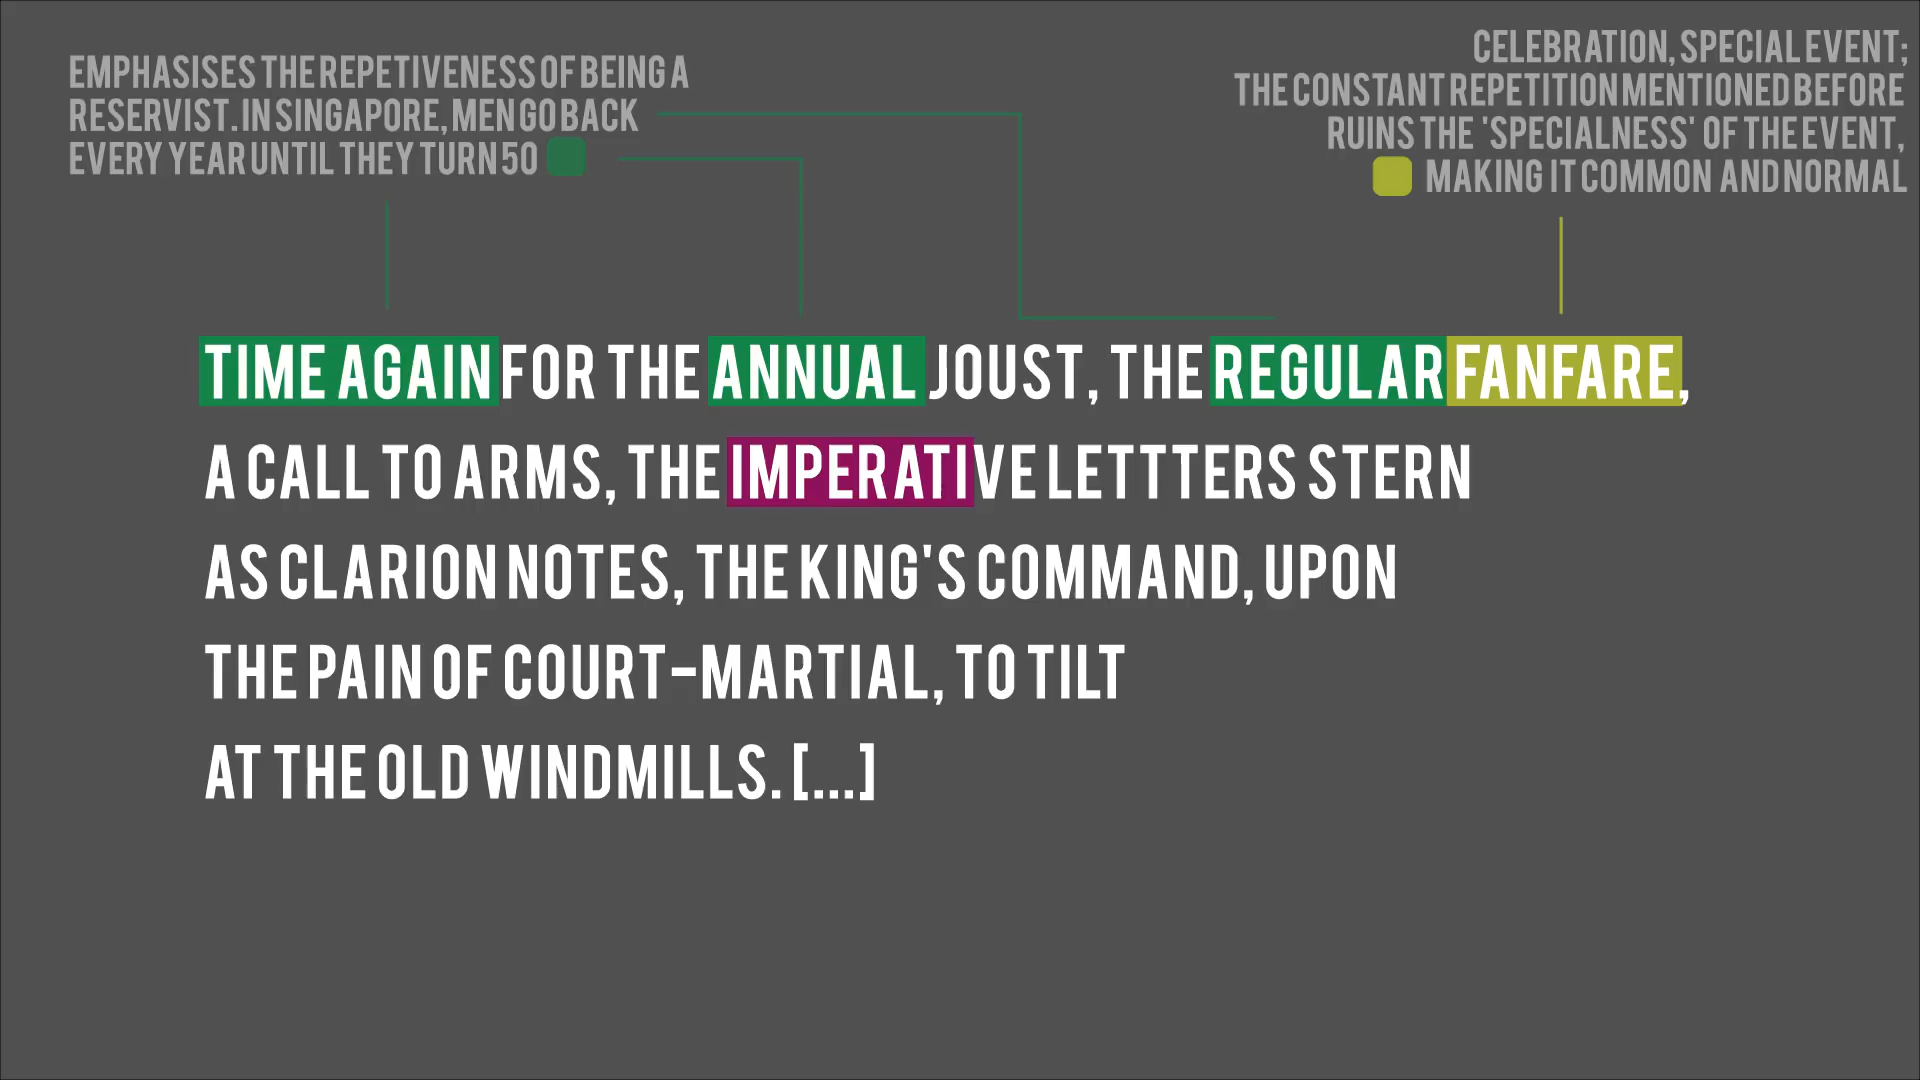 EMPHASISES THE REPETIVENESS OF BEING A
RESERVIST. IN SINGAPORE, MEN GO BACK
EVERY YEAR UNTIL THEY TURN 50
CELEBRATION, SPECIAL EVENT;
THE CONSTANT REPETITION MENTIONED BEFORE
RUINS THE 'SPECIALNESS' OF THE EVENT,
MAKING IT COMMON AND NORMAL
TIME AGAIN FOR THE ANNUAL JOUST, THE REGULAR FANFARE,
A CALL TO ARMS, THE IMPERATIVE LETTTERS STERN
AS CLARION NOTES, THE KING'S COMMAND, UPON
THE PAIN OF COURT-MARTIAL, TO TILT
AT THE OLD WINDMILLS. [...]